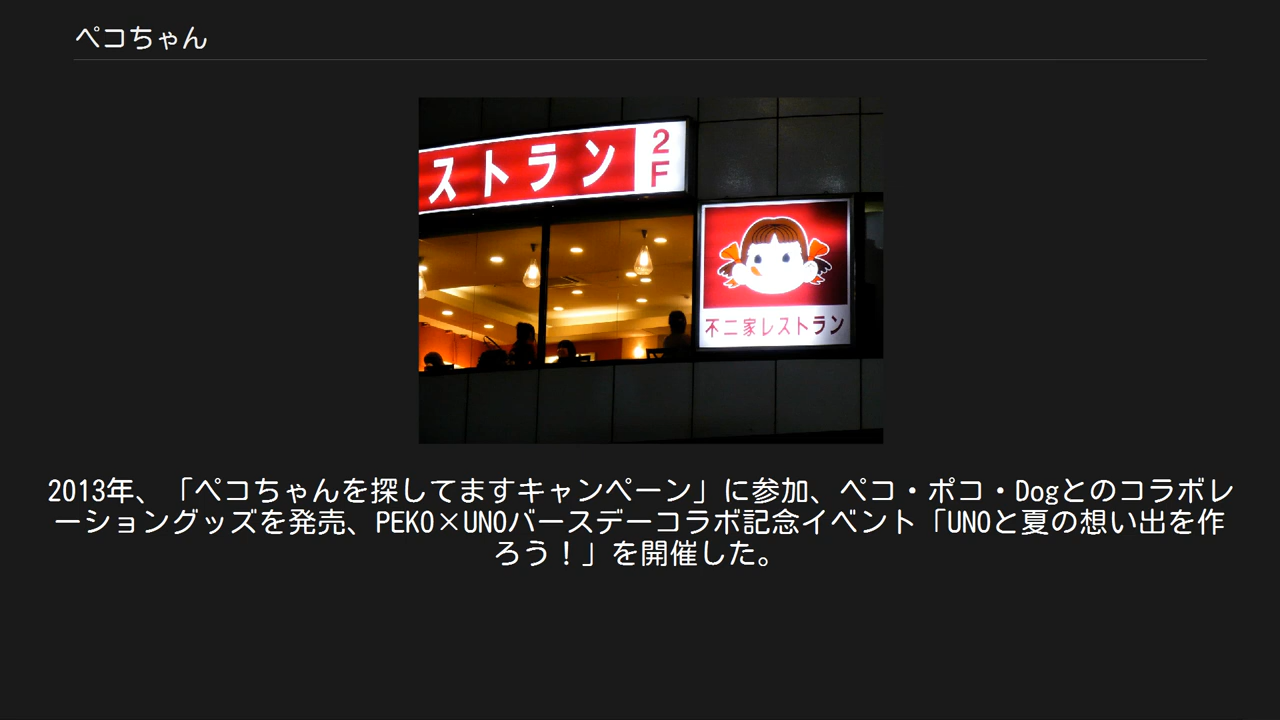 ペコちゃん
ストラン
2F
不二家レストラン
2013年、「ペコちゃんを探してますキャンペーン」に参加、ペコ・ポコ・Dogとのコラボレ
ーショングッズを発売、PEKO×UNOバースデーコラボ記念イベント「UNOと夏の想い出を作
ろう！」を開催した。